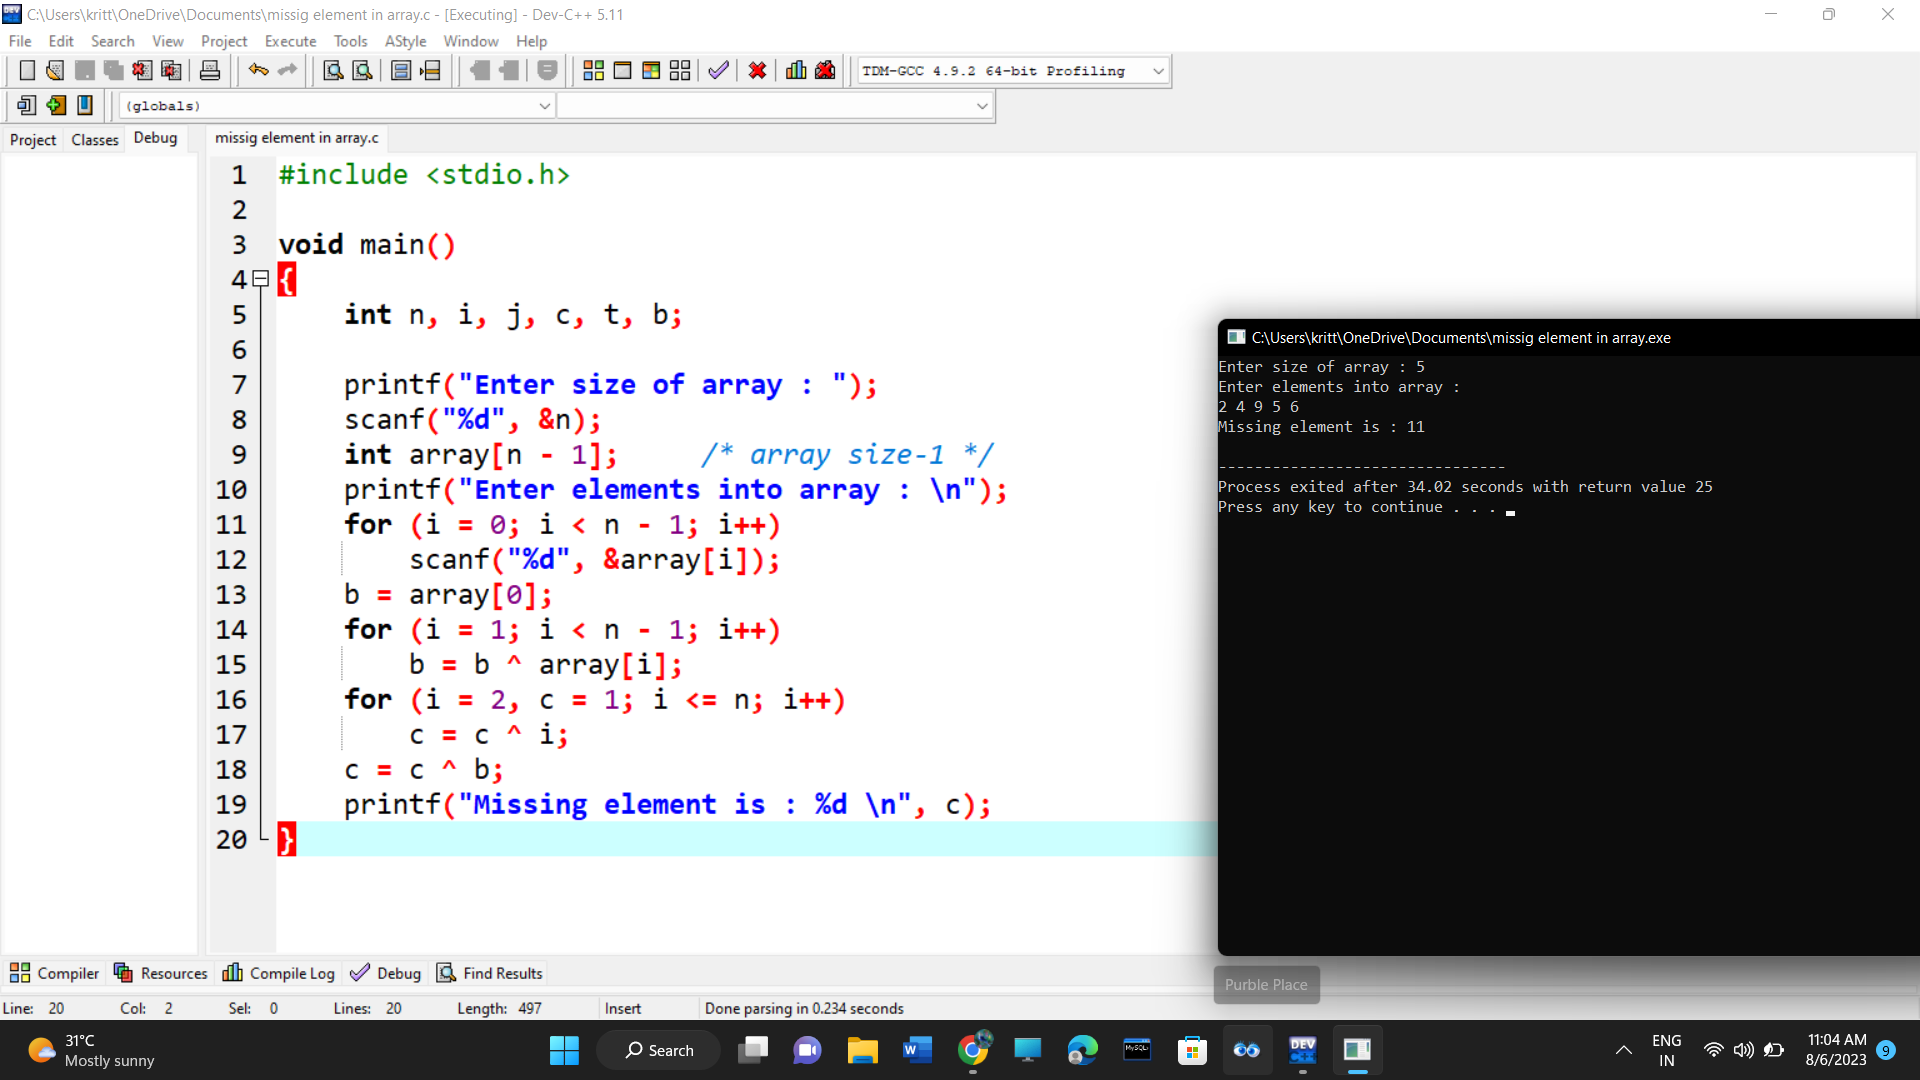 C:\Users\kritt\OneDrive\Documents\missig element in array.c - [Executing] - Dev-C++ 5.11
File Edit Search View Project Execute Tools AStyle Window Help
TDM-GCC 4.9.2 64-bit Profiling
(globals)
Project Classes Debug
missig element in array.c
1 #include <stdio.h>
2
3 void main()
4 {
5 int n, i, j, c, t, b;
6
7 printf("Enter size of array : ");
8 scanf("%d", &n);
9 int array[n - 1]; /* array size-1 */
10 printf("Enter elements into array : \n");
11 for (i = 0; i < n - 1; i++)
12 scanf("%d", &array[i]);
13 b = array[0];
14 for (i = 1; i < n - 1; i++)
15 b = b ^ array[i];
16 for (i = 2, c = 1; i <= n; i++)
17 c = c ^ i;
18 c = c ^ b;
19 printf("Missing element is : %d \n", c);
20 }
C:\Users\kritt\OneDrive\Documents\missig element in array.exe
Enter size of array : 5
Enter elements into array :
2 4 9 5 6
Missing element is : 11
--------------------------------
Process exited after 34.02 seconds with return value 25
Press any key to continue . . .
Compiler Resources Compile Log Debug Find Results
Purble Place
Line: 20 Col: 2 Sel: 0 Lines: 20 Length: 497 Insert Done parsing in 0.234 seconds
31°C
Mostly sunny
Search
W
MySQL
DEV
C++
ENG
IN
11:04 AM
8/6/2023
9